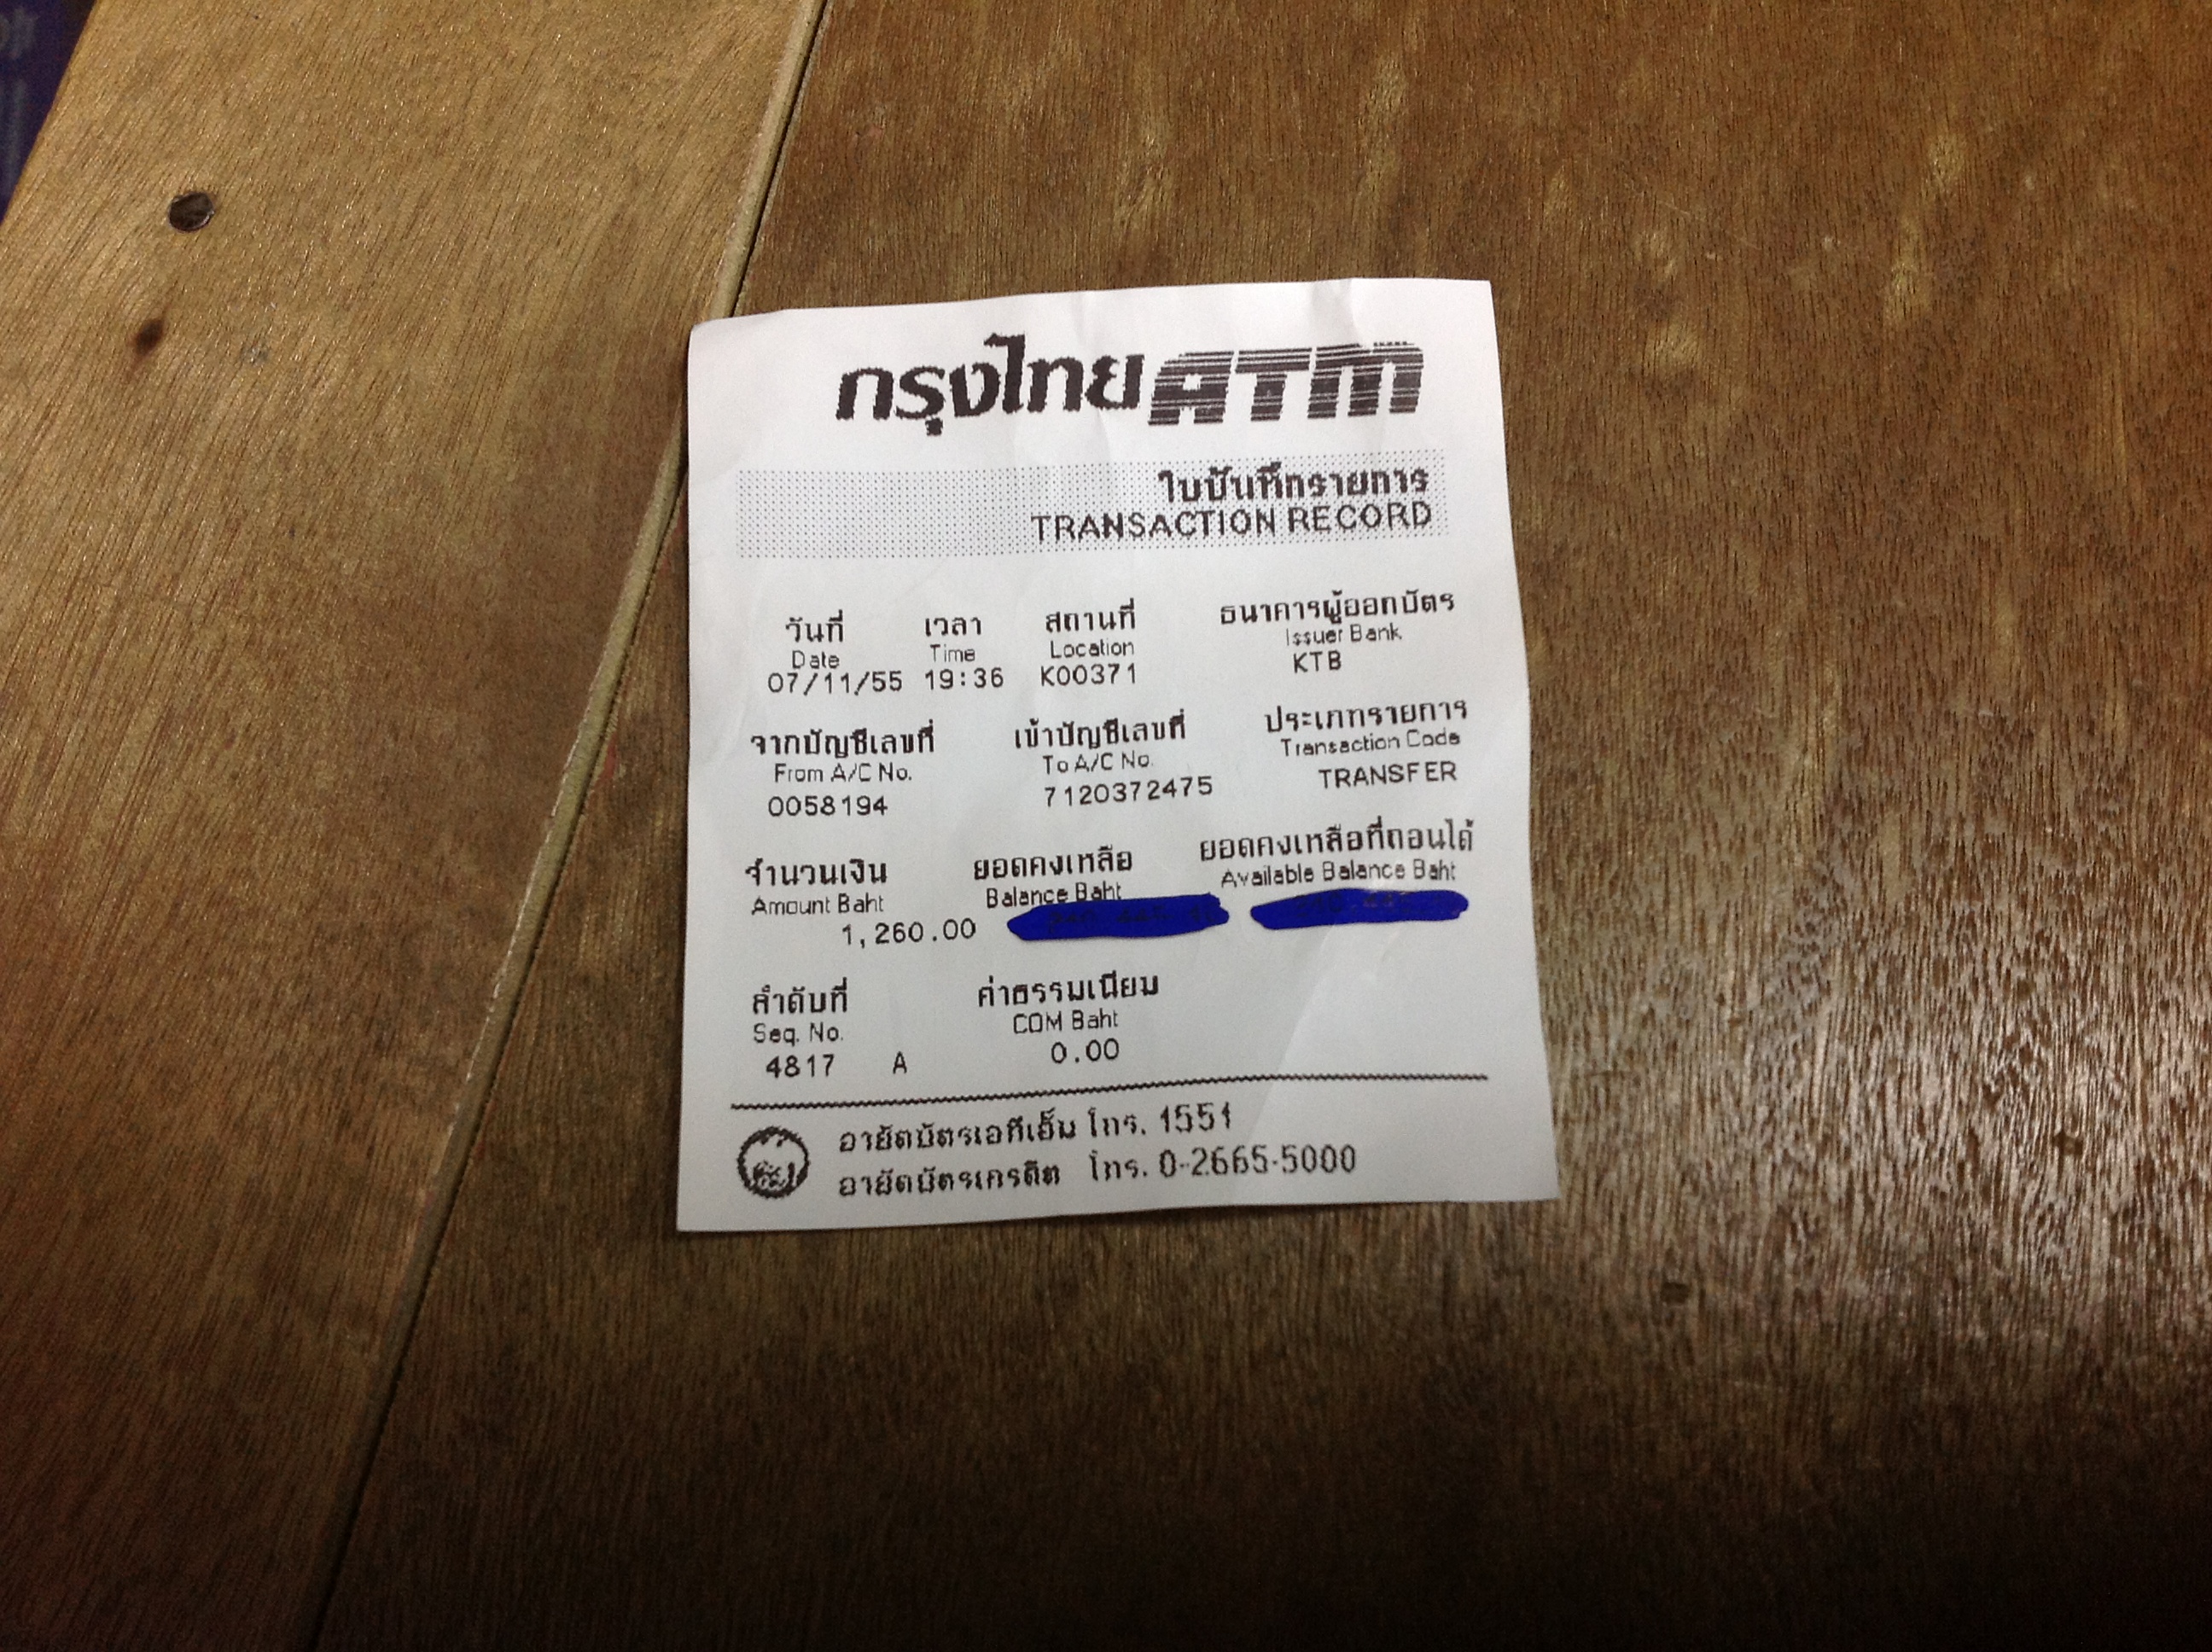 กรุงไทย ATM
ใบบันทึกรายการ
TRANSACTION RECORD
วันที่ เวลา สถานที่ ธนาคารผู้ออกบัตร
Date Time Location Issuer Bank
07/11/55 19:36 K00371 KTB
จากบัญชีเลขที่ เข้าบัญชีเลขที่ ประเภทรายการ
From A/C No. To A/C No. Transaction Code
0058194 7120372475 TRANSFER
จำนวนเงิน ยอดคงเหลือ ยอดคงเหลือที่ถอนได้
Amount Baht Balance Baht Available Balance Baht
1,260.00
ลำดับที่ ค่าธรรมเนียม
Seq. No. COM Baht
4817 A 0.00
อายัดบัตรเอทีเอ็ม โทร. 1551
อายัดบัตรเครดิต โทร. 0-2665-5000